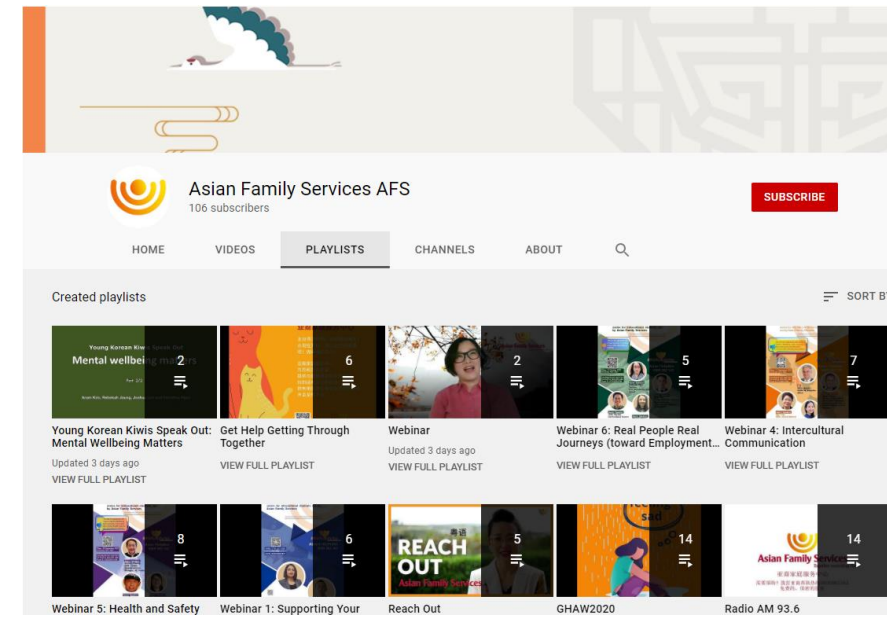 Asian Family Services AFS
106 subscribers
SUBSCRIBE
HOME
VIDEOS
PLAYLISTS
CHANNELS
ABOUT
Created playlists
SORT BY
Young Korean Kiwis Speak Out
Mental wellbeing matters
2
6
2
5
7
Young Korean Kiwis Speak Out:
Mental Wellbeing Matters
Updated 3 days ago
VIEW FULL PLAYLIST
Get Help Getting Through
Together
VIEW FULL PLAYLIST
Webinar
Updated 3 days ago
VIEW FULL PLAYLIST
Webinar 6: Real People Real
Journeys (toward Employment...
VIEW FULL PLAYLIST
Webinar 4: Intercultural
Communication
VIEW FULL PLAYLIST
8
6
粤语
REACH
OUT
Asian Family Services
5
sad
14
Asian Family Services
14
Webinar 5: Health and Safety
Webinar 1: Supporting Your
Reach Out
GHAW2020
Radio AM 93.6